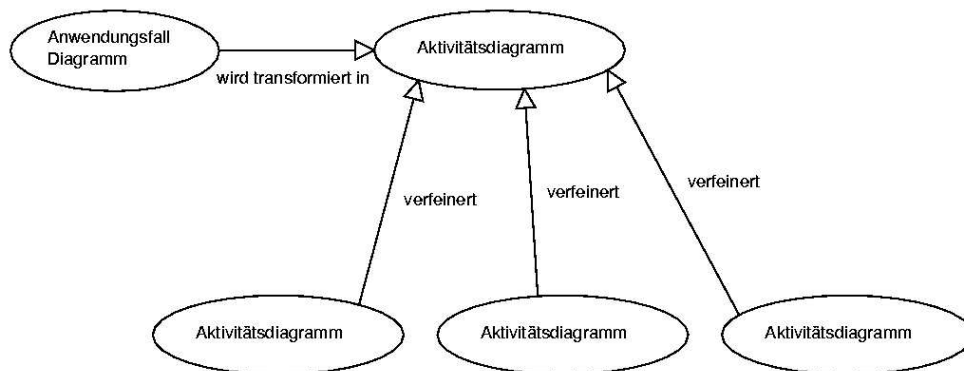 Anwendungsfall
Diagramm
Aktivitätsdiagramm
wird transformiert in
verfeinert
verfeinert
verfeinert
Aktivitätsdiagramm
Aktivitätsdiagramm
Aktivitätsdiagramm